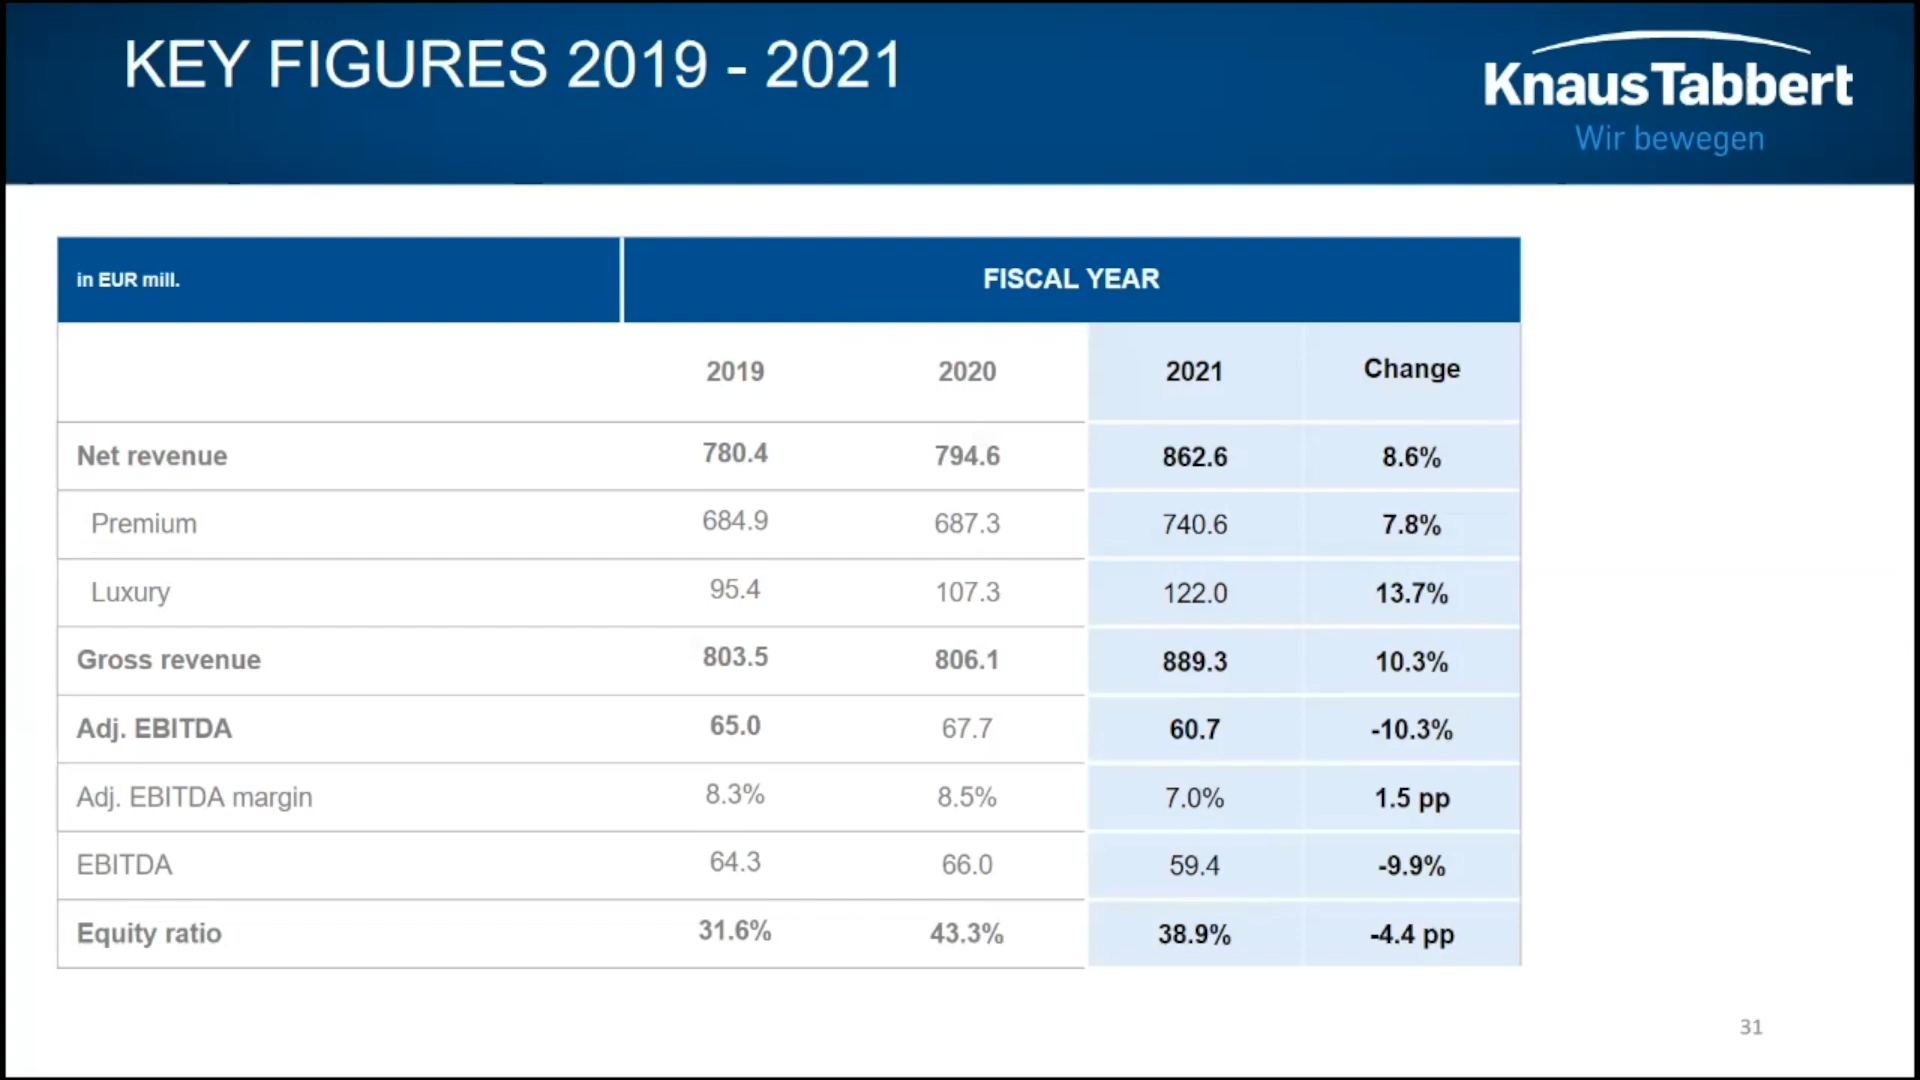 KEY FIGURES 2019 - 2021
KnausTabbert
Wir bewegen
in EUR mill. FISCAL YEAR
2019 2020 2021 Change
Net revenue 780.4 794.6 862.6 8.6%
Premium 684.9 687.3 740.6 7.8%
Luxury 95.4 107.3 122.0 13.7%
Gross revenue 803.5 806.1 889.3 10.3%
Adj. EBITDA 65.0 67.7 60.7 -10.3%
Adj. EBITDA margin 8.3% 8.5% 7.0% 1.5 pp
EBITDA 64.3 66.0 59.4 -9.9%
Equity ratio 31.6% 43.3% 38.9% -4.4 pp
31